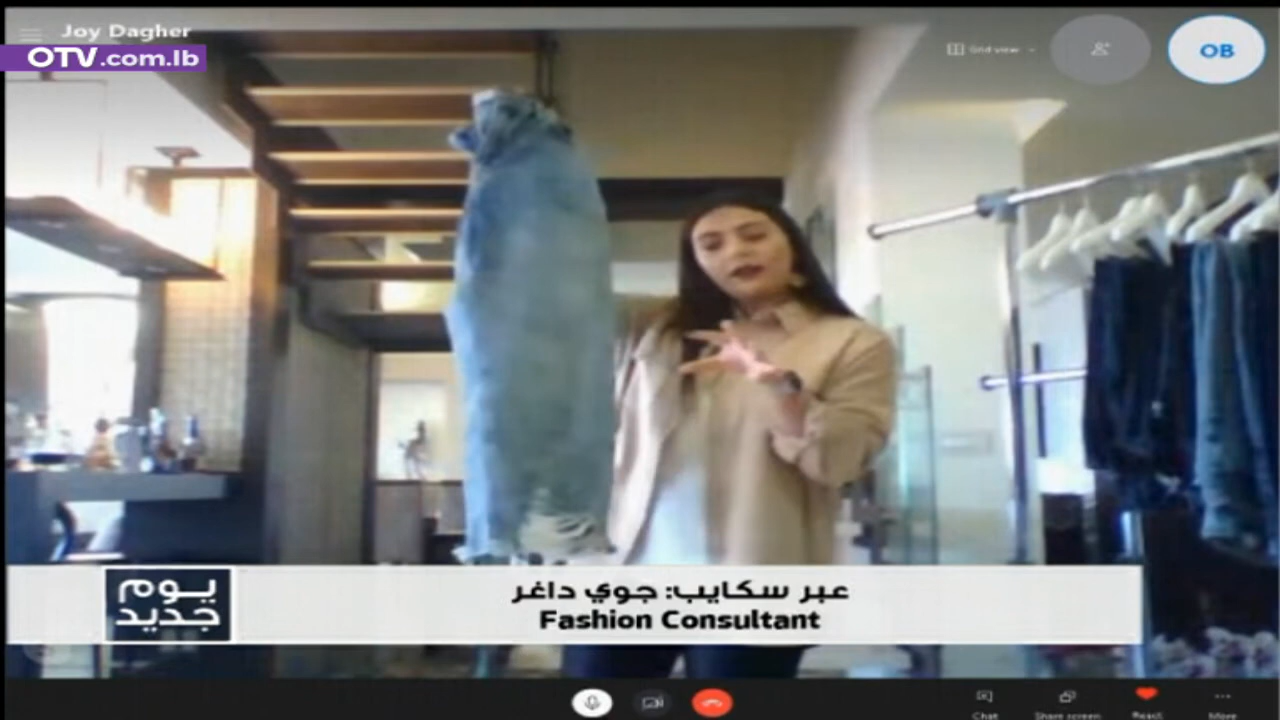 Joy Dagher
OTV.com.lb
Grid view
OB
يوم
جديد
عبر سكايب: جوي داغر
Fashion Consultant
Chat
Share screen
React
More